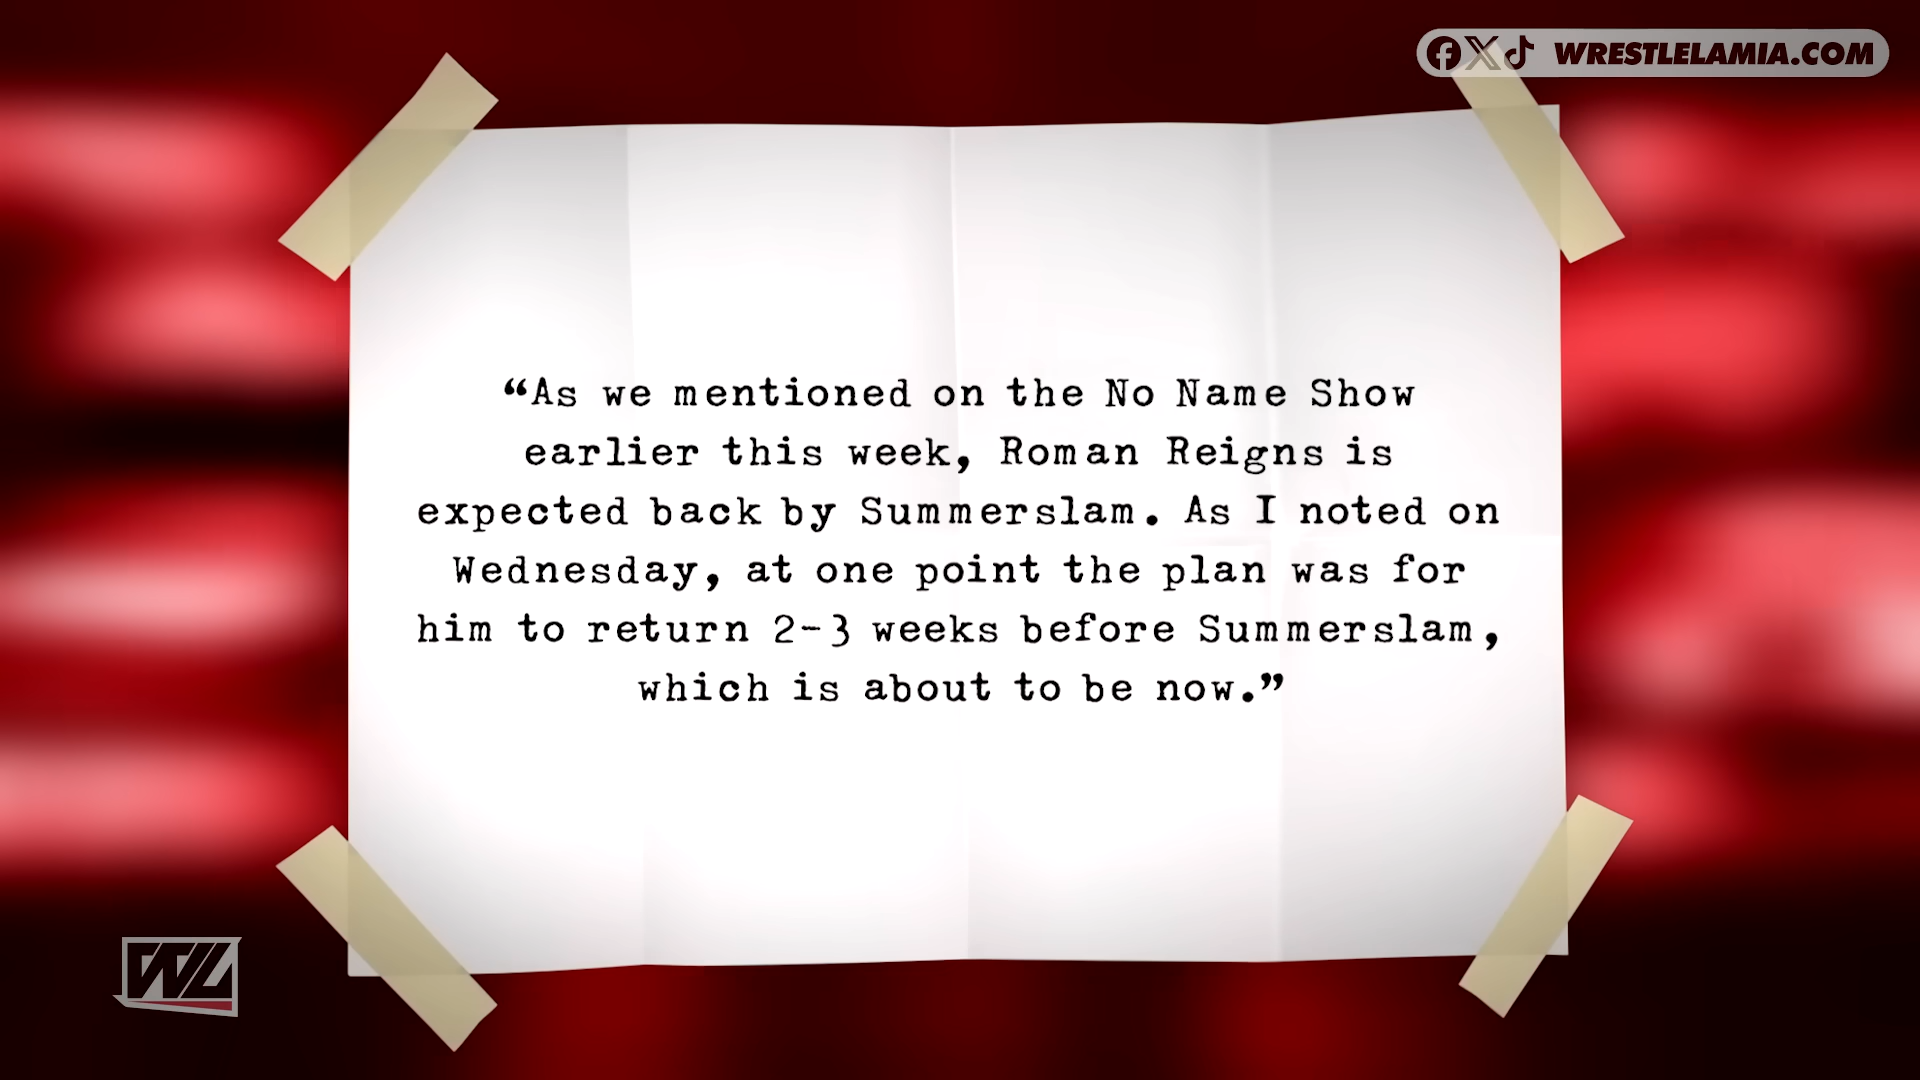 WRESTLELAMIA.COM
“As we mentioned on the No Name Show
earlier this week, Roman Reigns is
expected back by Summerslam. As I noted on
Wednesday, at one point the plan was for
him to return 2-3 weeks before Summerslam,
which is about to be now.”
WL